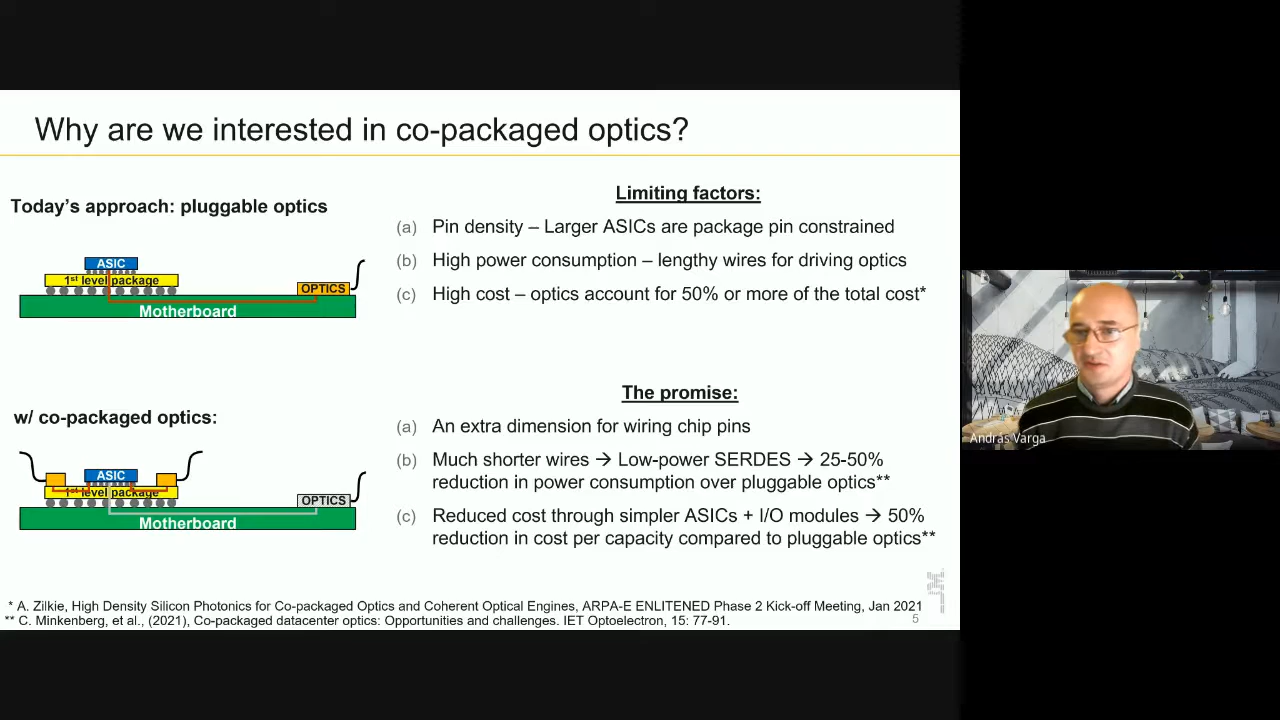 Why are we interested in co-packaged optics?
Today's approach: pluggable optics
ASIC
1st level package
OPTICS
Motherboard
Limiting factors:
(a) Pin density – Larger ASICs are package pin constrained
(b) High power consumption – lengthy wires for driving optics
(c) High cost – optics account for 50% or more of the total cost*
w/ co-packaged optics:
ASIC
1st level package
OPTICS
Motherboard
The promise:
(a) An extra dimension for wiring chip pins
(b) Much shorter wires → Low-power SERDES → 25-50%
reduction in power consumption over pluggable optics**
(c) Reduced cost through simpler ASICs + I/O modules → 50%
reduction in cost per capacity compared to pluggable optics**
* A. Zilkie, High Density Silicon Photonics for Co-packaged Optics and Coherent Optical Engines, ARPA-E ENLITENED Phase 2 Kick-off Meeting, Jan 2021
** C. Minkenberg, et al., (2021), Co-packaged datacenter optics: Opportunities and challenges. IET Optoelectron, 15: 77-91.
5
IBM
András Varga